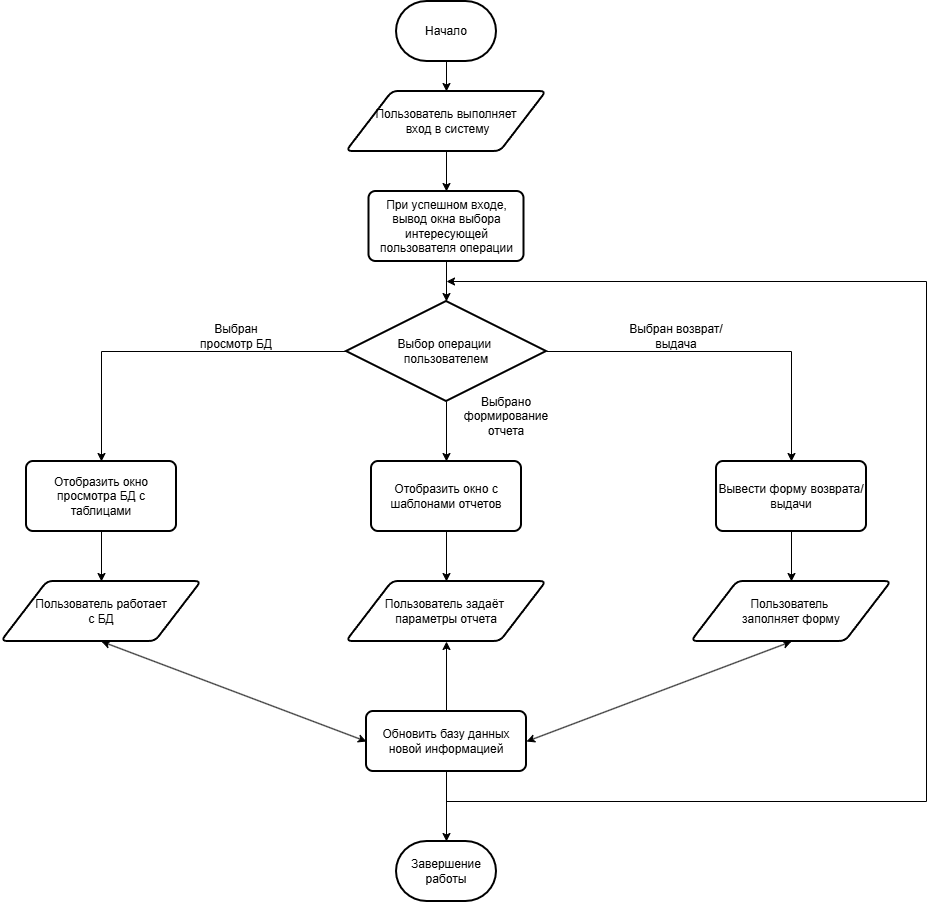 Начало
Пользователь выполняет
вход в систему
При успешном входе,
вывод окна выбора
интересующей
пользователя операции
Выбран
просмотр БД
Выбор операции
пользователем
Выбран возврат/
выдача
Выбрано
формирование
отчета
Отобразить окно
просмотра БД с
таблицами
Отобразить окно с
шаблонами отчетов
Вывести форму возврата/
выдачи
Пользователь работает
с БД
Пользователь задаёт
параметры отчета
Пользователь
заполняет форму
Обновить базу данных
новой информацией
Завершение
работы